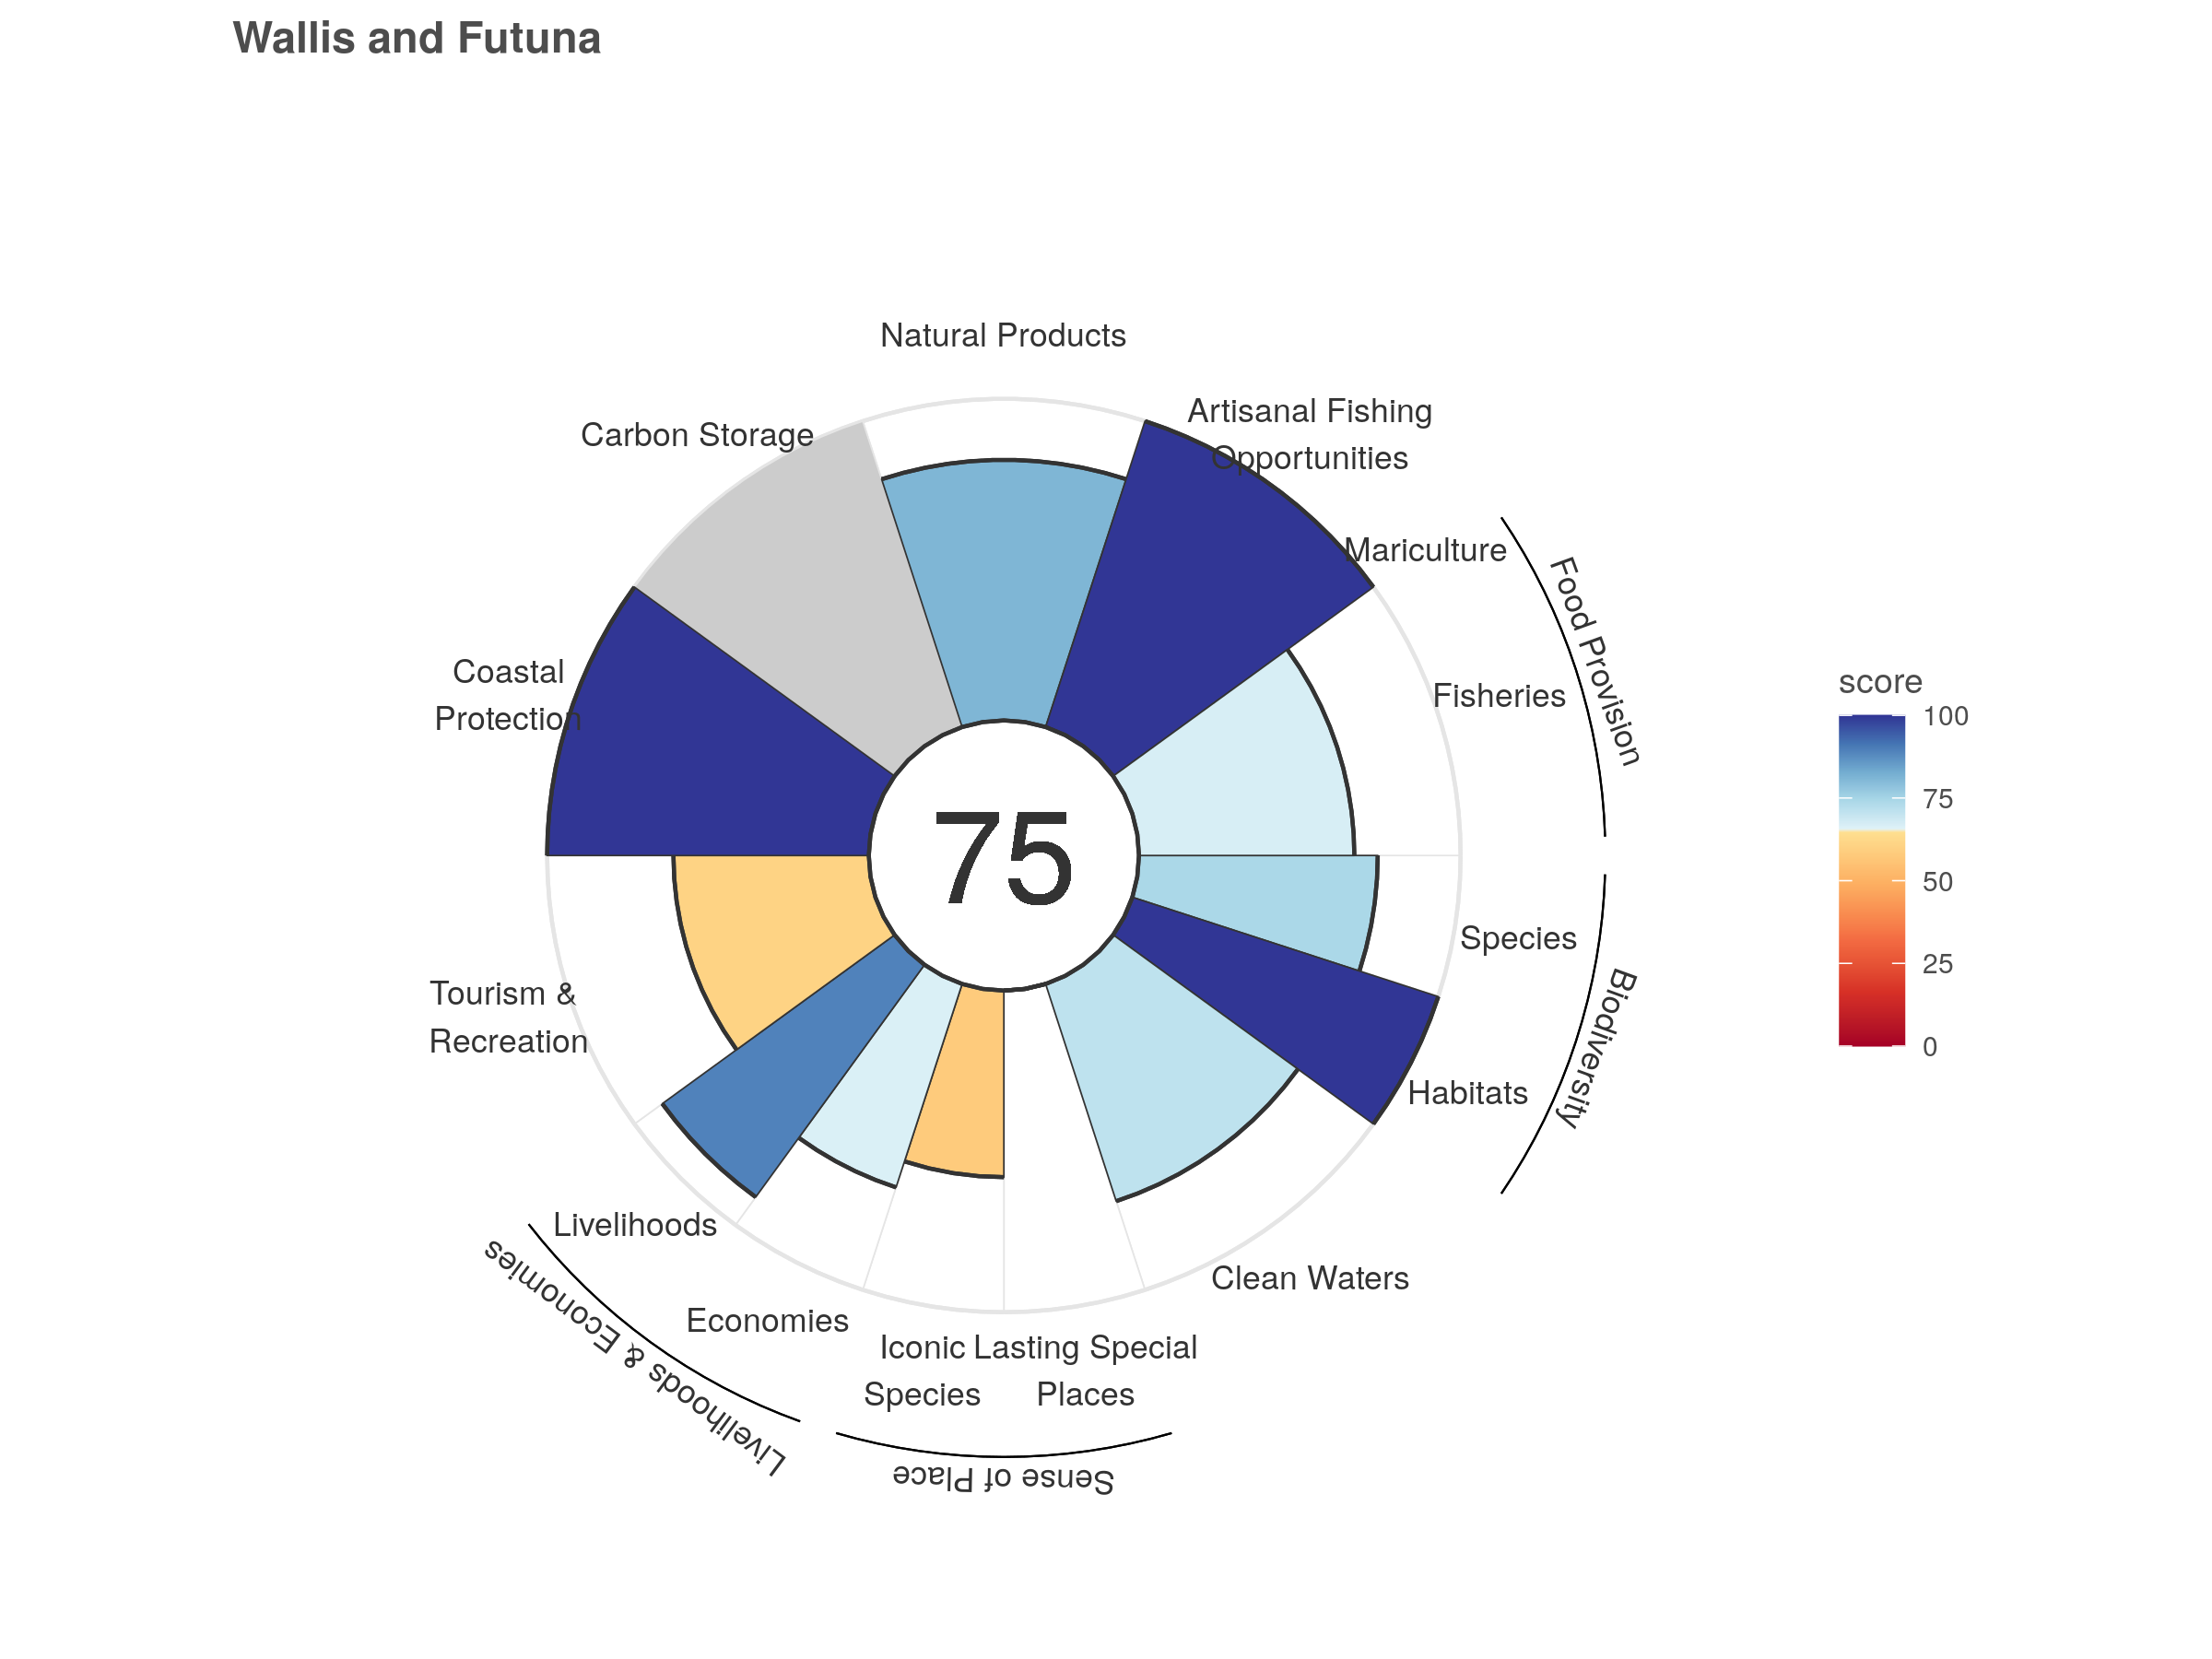 Wallis and Futuna
Natural Products
Artisanal Fishing
Opportunities
Carbon Storage
Mariculture
Food Provision
Fisheries
Coastal
Protection
score
100
75
50
25
0
75
Species
Biodiversity
Habitats
Tourism &
Recreation
Livelihoods
Livelihoods & Economies
Economies
Clean Waters
Iconic
Species
Lasting Special
Places
Sense of Place